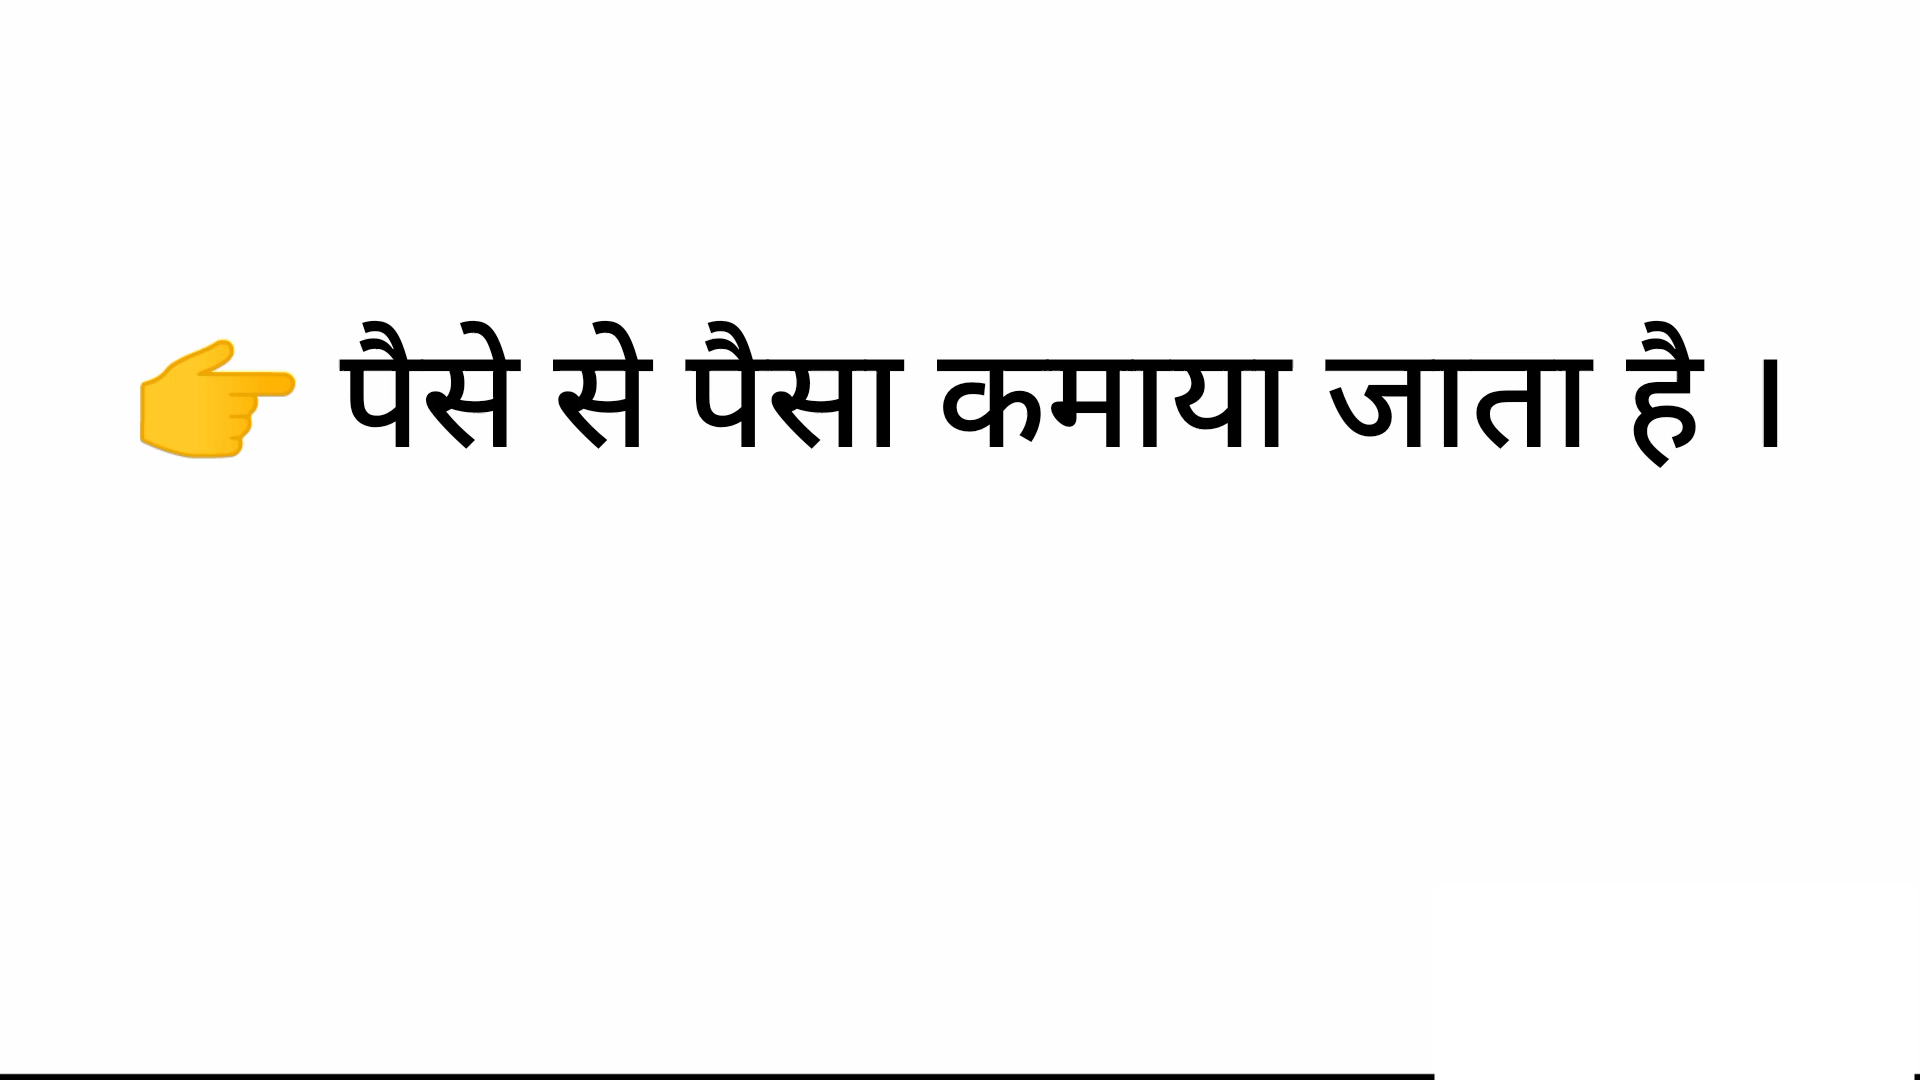 👉 पैसे से पैसा कमाया जाता है ।